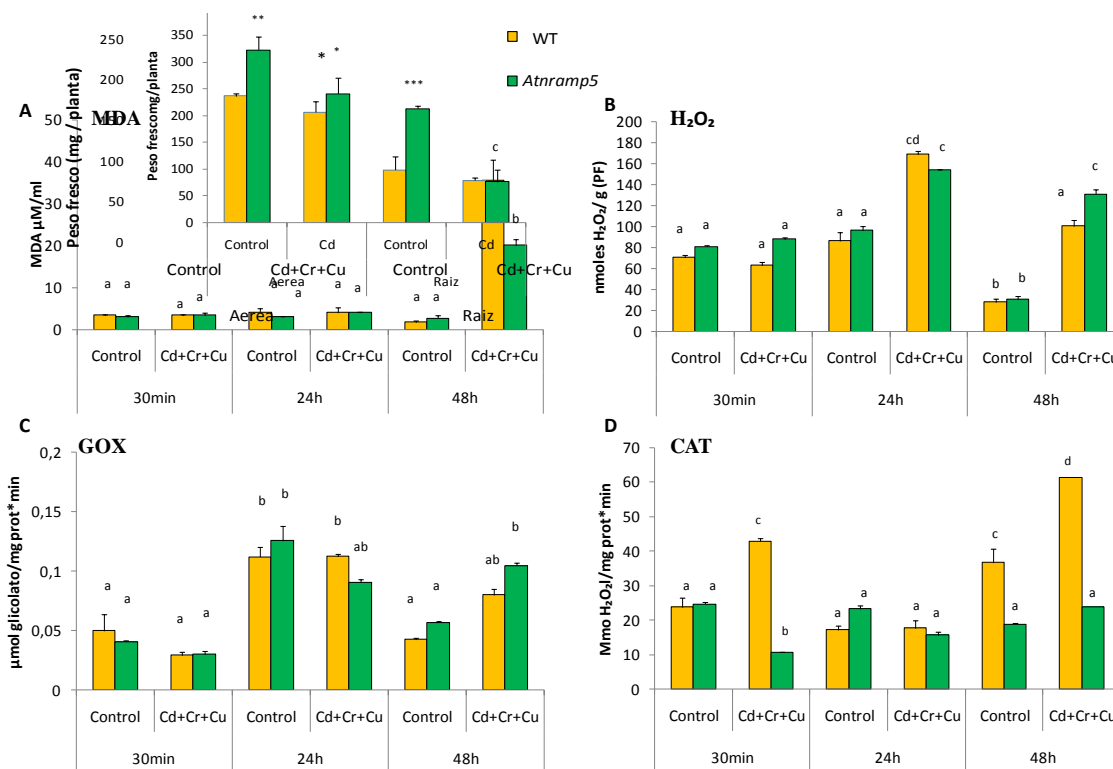 WT
Atnramp5
A
MDA
MDA µM/ml
50
30
20
10
0
Peso fresco (mg / planta)
250
200
150
100
50
0
Peso frescomg/planta
350
300
250
200
150
100
50
0
** * * ***
Control Cd Control Cd
Aerea Raiz
Control Cd+Cr+Cu Control Cd+Cr+Cu
Aerea Raiz
c
b
a a a a a a a a a a
Control Cd+Cr+Cu Control Cd+Cr+Cu Control Cd+Cr+Cu
30min 24h 48h
B
H₂O₂
nmoles H₂O₂/ g (PF)
200
180
160
140
120
100
80
60
40
20
0
a a a a a a cd c b b a c
Control Cd+Cr+Cu Control Cd+Cr+Cu Control Cd+Cr+Cu
30min 24h 48h
C
GOX
µmol glicolato/mg prot*min
0,2
0,15
0,1
0,05
0
a a a a b b b ab a a ab b
Control Cd+Cr+Cu Control Cd+Cr+Cu Control Cd+Cr+Cu
30min 24h 48h
D
CAT
Mmo H₂O₂l/mg prot*min
70
60
50
40
30
20
10
0
a a c b a a a a c a d a
Control Cd+Cr+Cu Control Cd+Cr+Cu Control Cd+Cr+Cu
30min 24h 48h